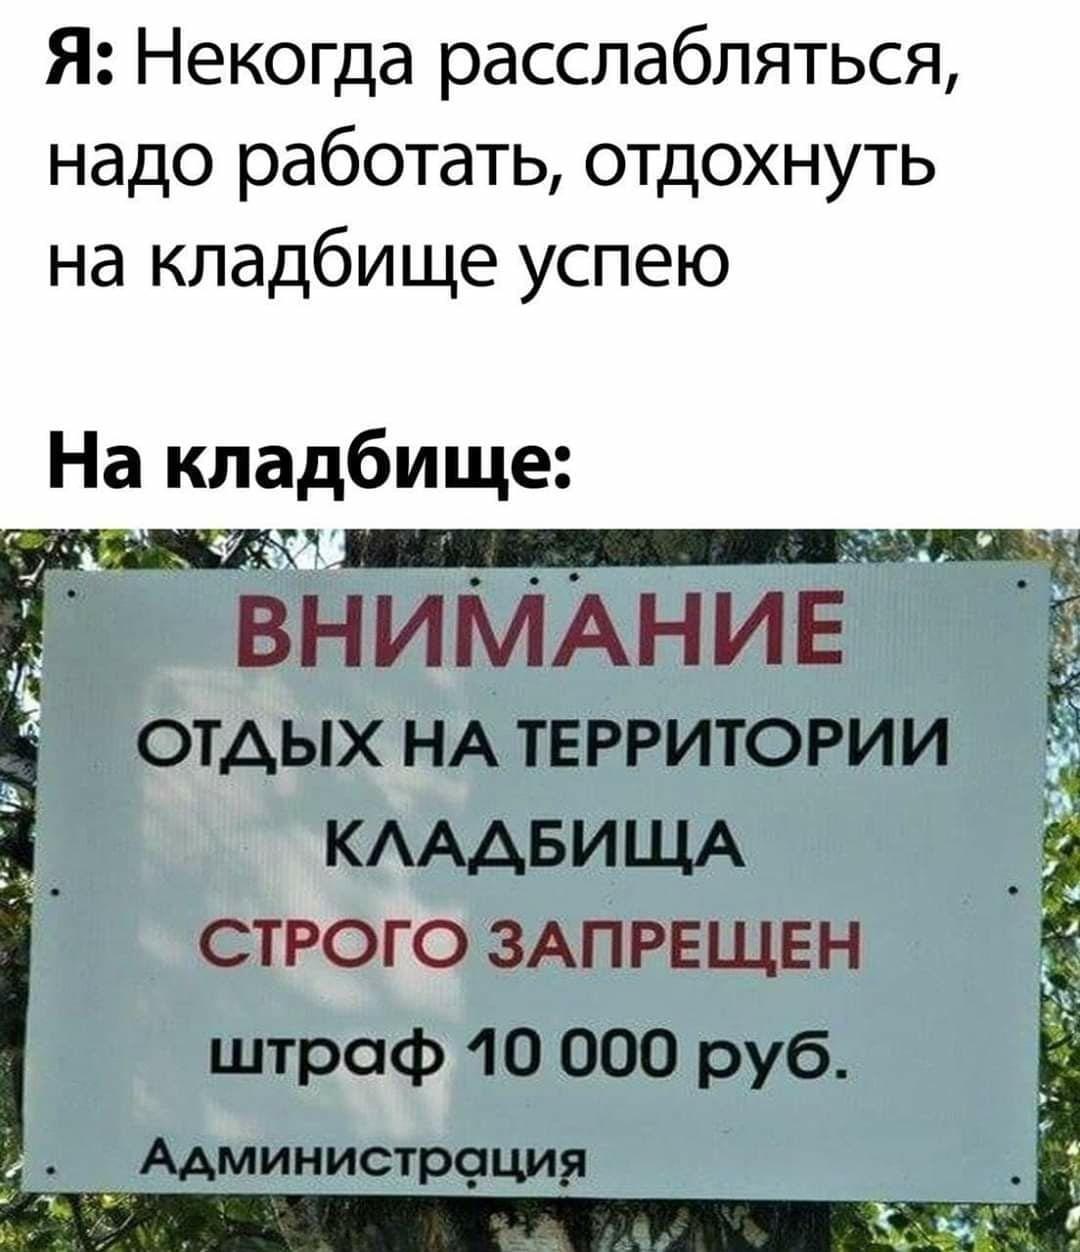 Я: Некогда расслабляться,
надо работать, отдохнуть
на кладбище успею
На кладбище:
ВНИМАНИЕ
ОТДЫХ НА ТЕРРИТОРИИ
КЛАДБИЩА
СТРОГО ЗАПРЕЩЕН
штраф 10 000 руб.
Администрация